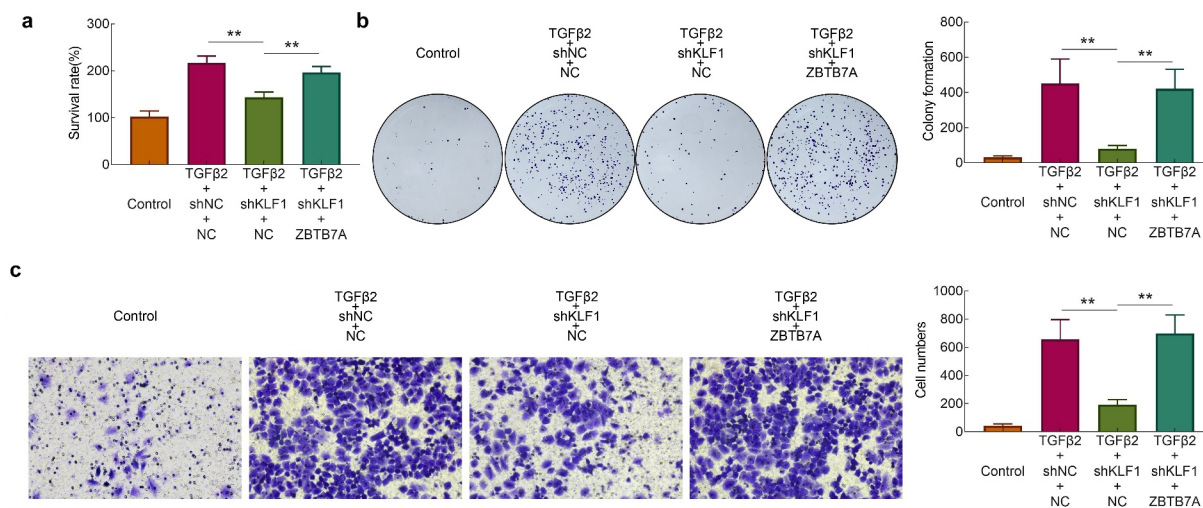 a
Survival rate(%)
300
200
100
0
**
**
Control
TGFβ2
+
shNC
+
NC
TGFβ2
+
shKLF1
+
NC
TGFβ2
+
shKLF1
+
ZBTB7A
b
Control
TGFβ2
+
shNC
+
NC
TGFβ2
+
shKLF1
+
NC
TGFβ2
+
shKLF1
+
ZBTB7A
Colony formation
800
600
400
200
0
**
**
Control
TGFβ2
+
shNC
+
NC
TGFβ2
+
shKLF1
+
NC
TGFβ2
+
shKLF1
+
ZBTB7A
c
Control
TGFβ2
+
shNC
+
NC
TGFβ2
+
shKLF1
+
NC
TGFβ2
+
shKLF1
+
ZBTB7A
Cell numbers
1000
800
600
400
200
0
**
**
Control
TGFβ2
+
shNC
+
NC
TGFβ2
+
shKLF1
+
NC
TGFβ2
+
shKLF1
+
ZBTB7A